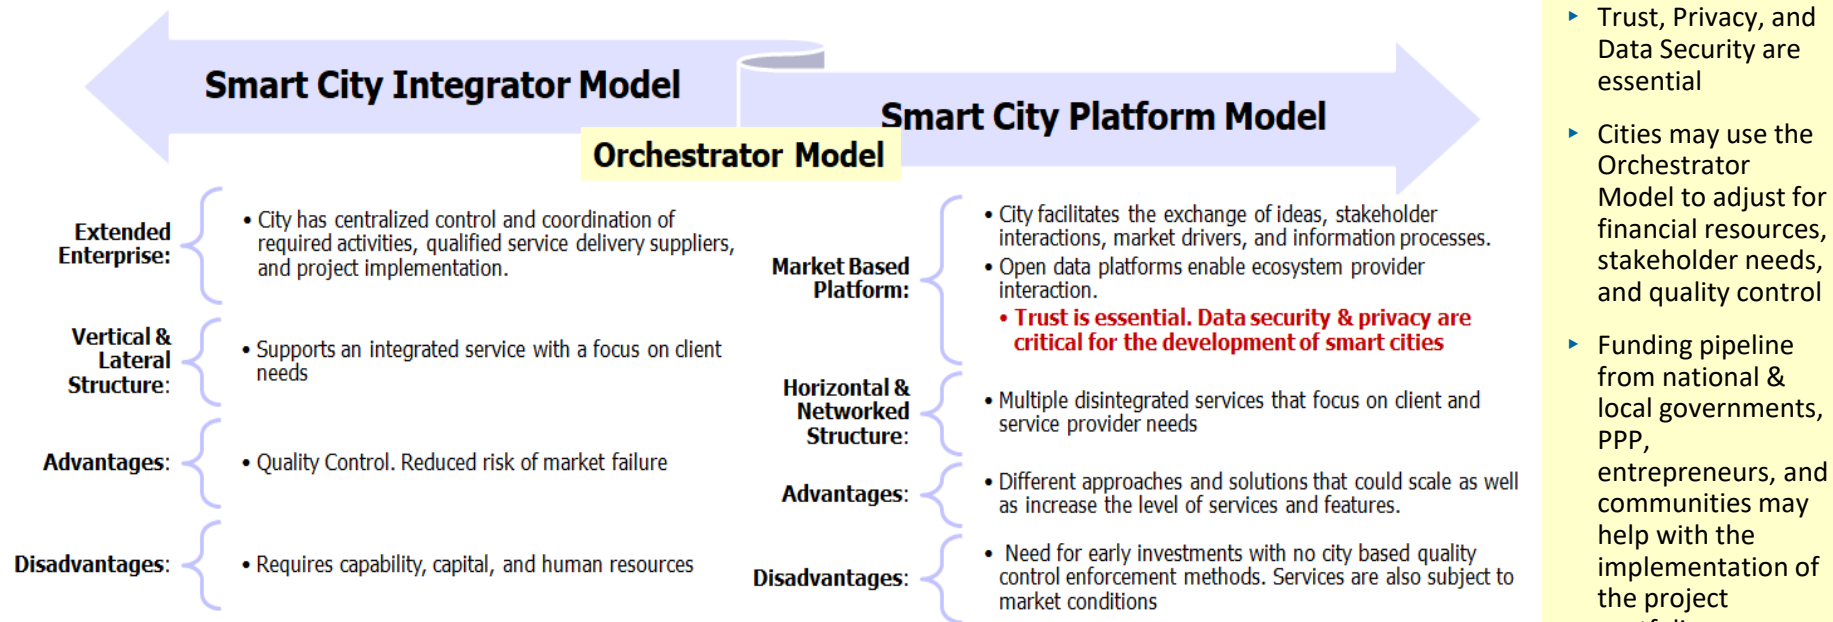 Smart City Integrator Model
Smart City Platform Model
Orchestrator Model
Extended
Enterprise:
• City has centralized control and coordination of
required activities, qualified service delivery suppliers,
and project implementation.
Vertical &
Lateral
Structure:
• Supports an integrated service with a focus on client
needs
Advantages:
• Quality Control. Reduced risk of market failure
Disadvantages:
• Requires capability, capital, and human resources
Market Based
Platform:
• City facilitates the exchange of ideas, stakeholder
interactions, market drivers, and information processes.
• Open data platforms enable ecosystem provider
interaction.
• Trust is essential. Data security & privacy are
critical for the development of smart cities
Horizontal &
Networked
Structure:
• Multiple disintegrated services that focus on client and
service provider needs
Advantages:
• Different approaches and solutions that could scale as well
as increase the level of services and features.
Disadvantages:
• Need for early investments with no city based quality
control enforcement methods. Services are also subject to
market conditions
▸ Trust, Privacy, and
Data Security are
essential
▸ Cities may use the
Orchestrator
Model to adjust for
financial resources,
stakeholder needs,
and quality control
▸ Funding pipeline
from national &
local governments,
PPP,
entrepreneurs, and
communities may
help with the
implementation of
the project